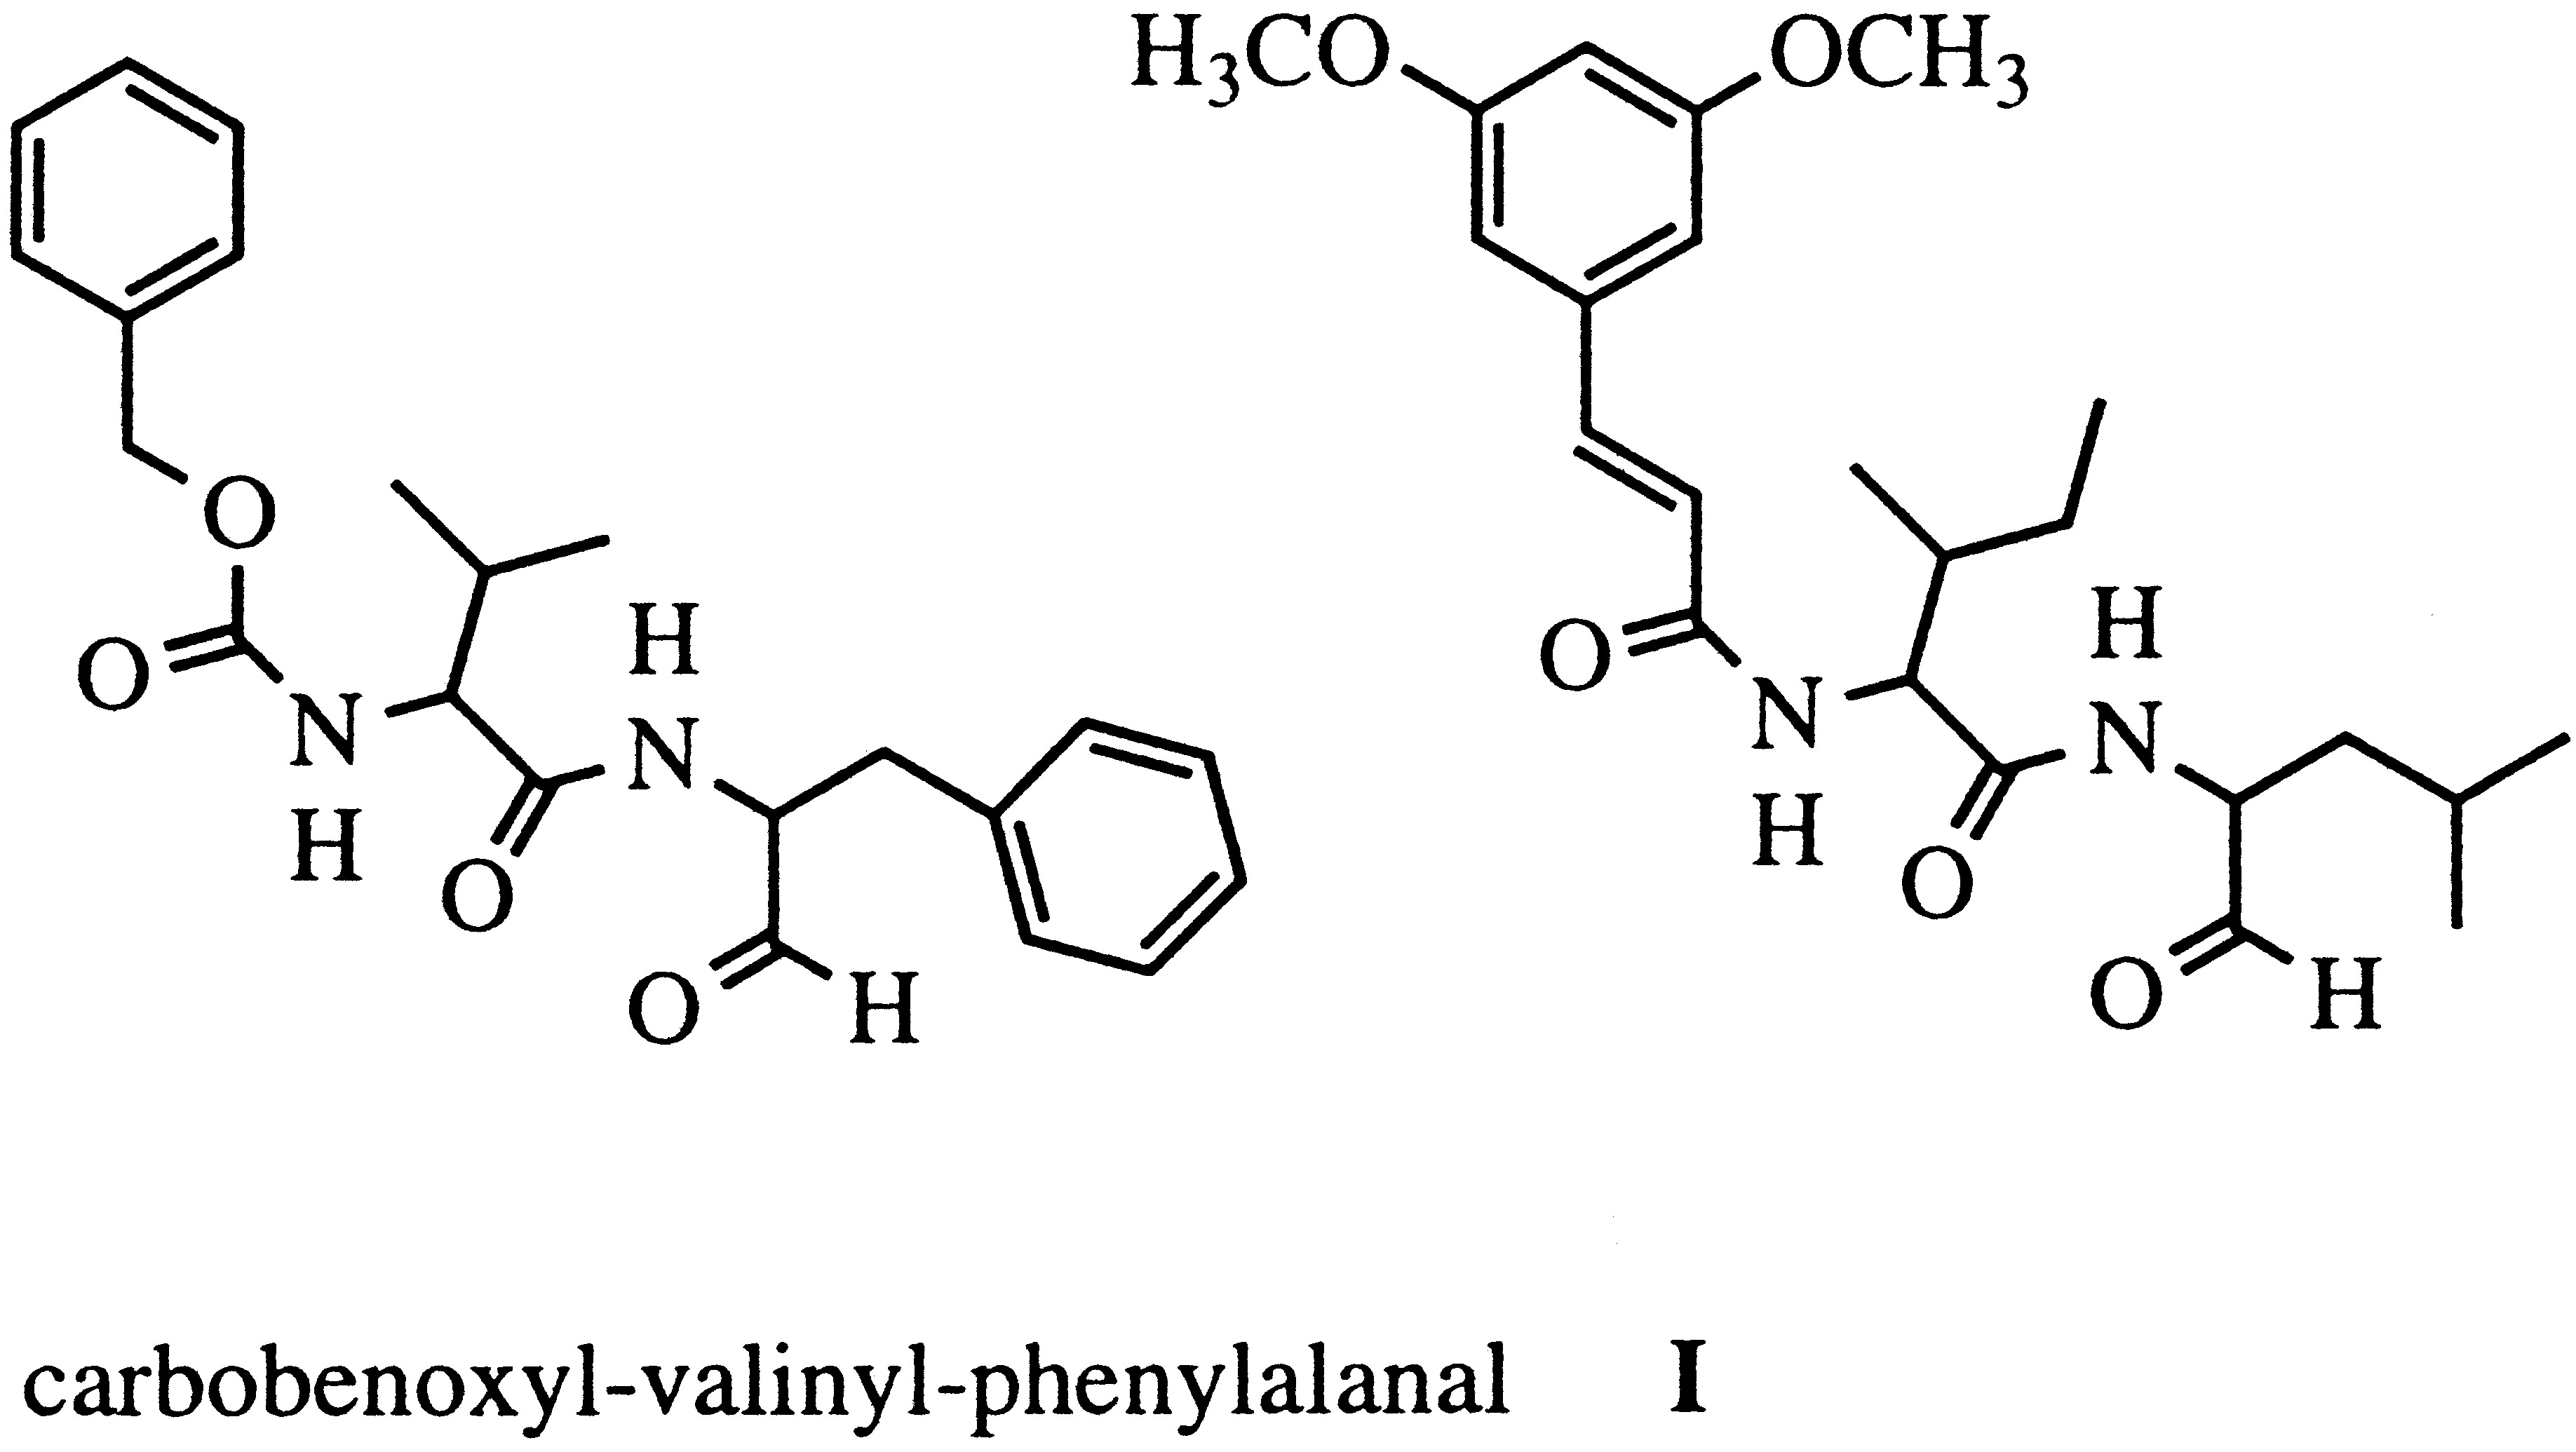 H₃CO OCH₃
O
H H
O O
N N
N N
H H
O O
O H O H
carbobenoxyl-valinyl-phenylalanal I